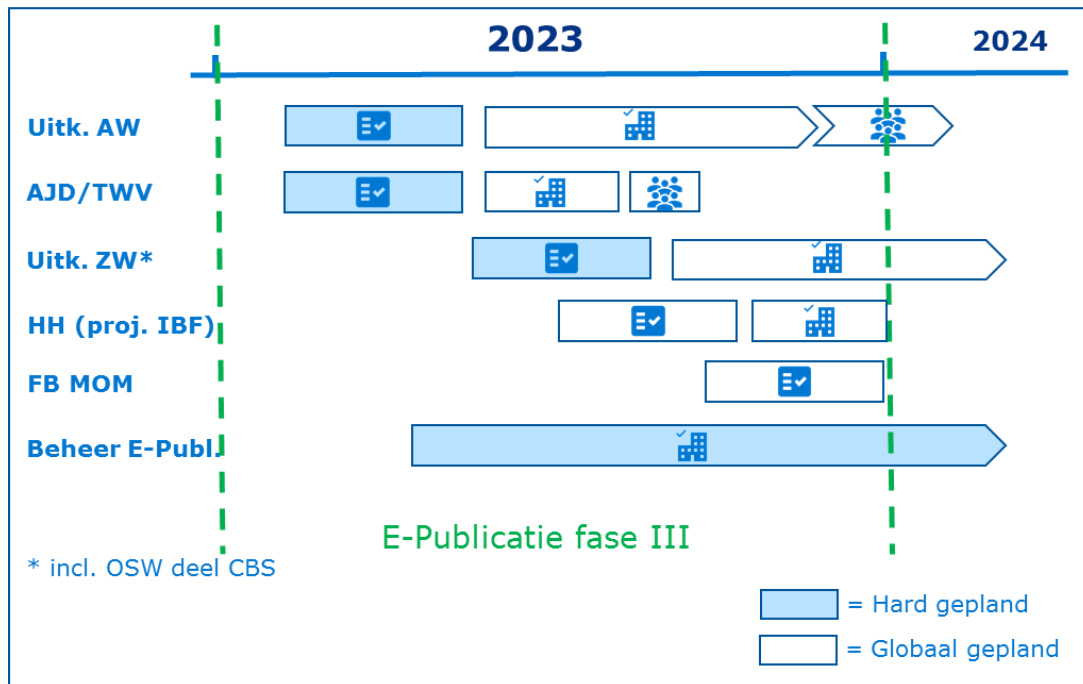 2023
2024
Uitk. AW
AJD/TWV
Uitk. ZW*
HH (proj. IBF)
FB MOM
Beheer E-Publ.
E-Publicatie fase III
* incl. OSW deel CBS
= Hard gepland
= Globaal gepland